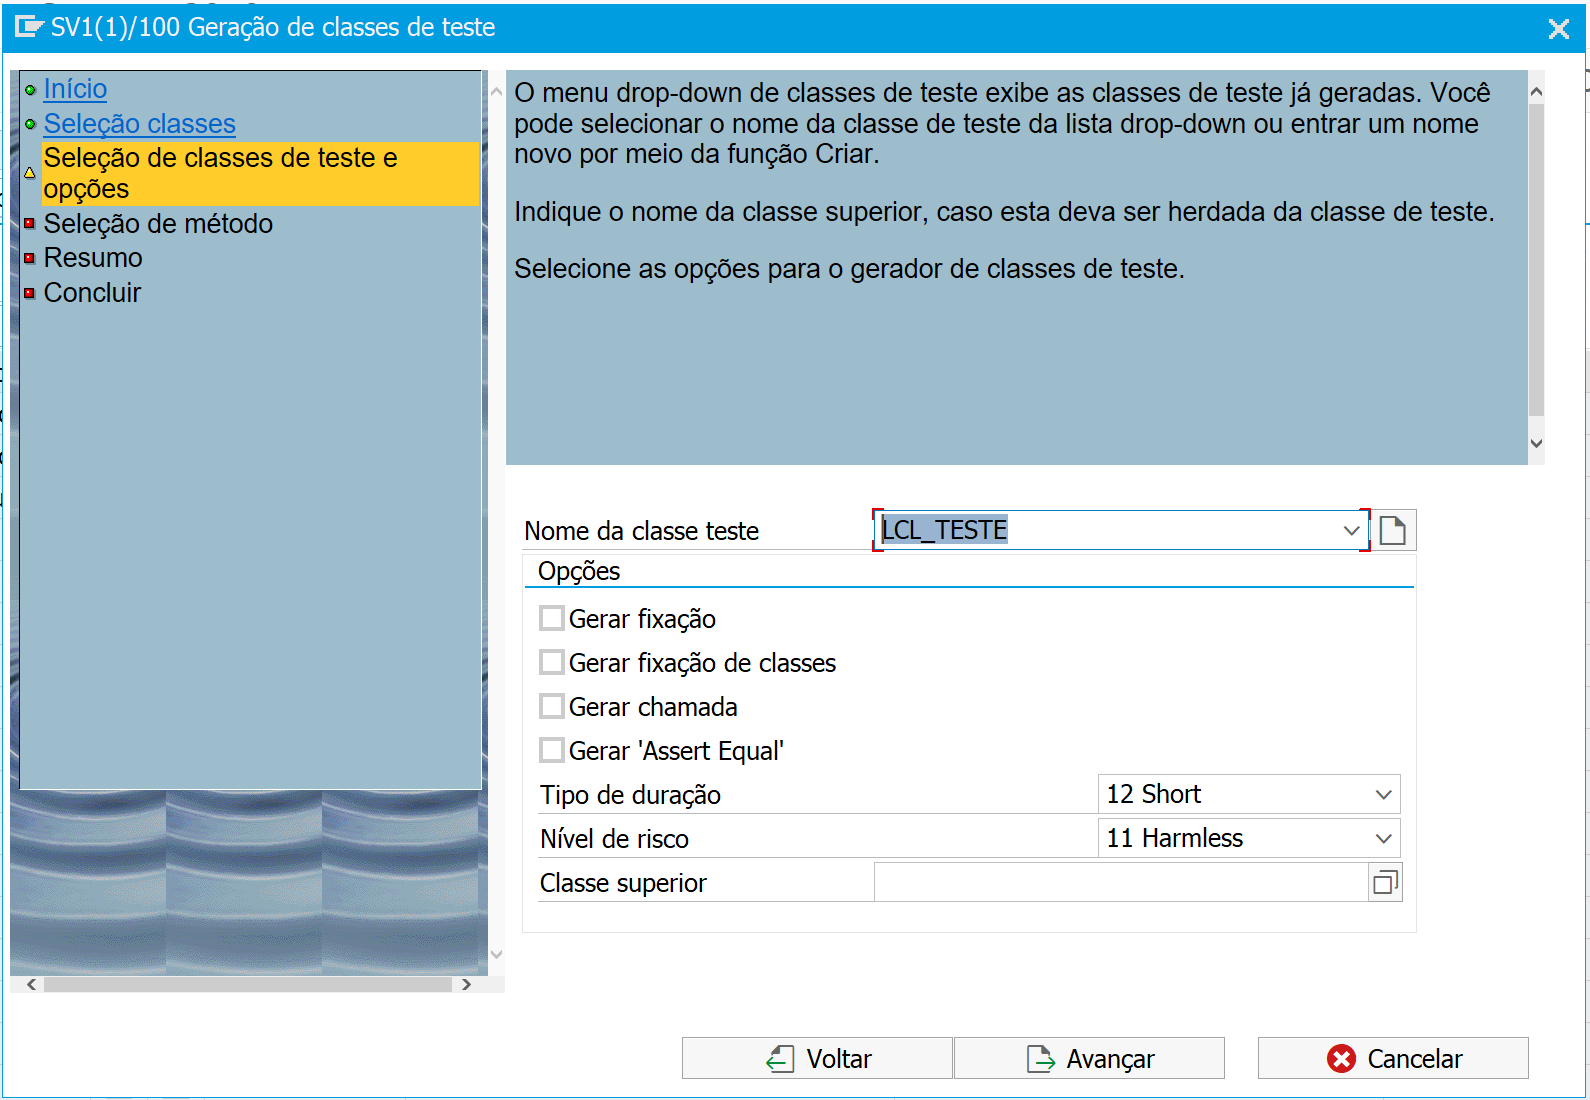 SV1(1)/100 Geração de classes de teste
Início
Seleção classes
Seleção de classes de teste e
opções
Seleção de método
Resumo
Concluir
O menu drop-down de classes de teste exibe as classes de teste já geradas. Você
pode selecionar o nome da classe de teste da lista drop-down ou entrar um nome
novo por meio da função Criar.
Indique o nome da classe superior, caso esta deva ser herdada da classe de teste.
Selecione as opções para o gerador de classes de teste.
Nome da classe teste LCL_TESTE
Opções
Gerar fixação
Gerar fixação de classes
Gerar chamada
Gerar 'Assert Equal'
Tipo de duração 12 Short
Nível de risco 11 Harmless
Classe superior
Voltar Avançar Cancelar